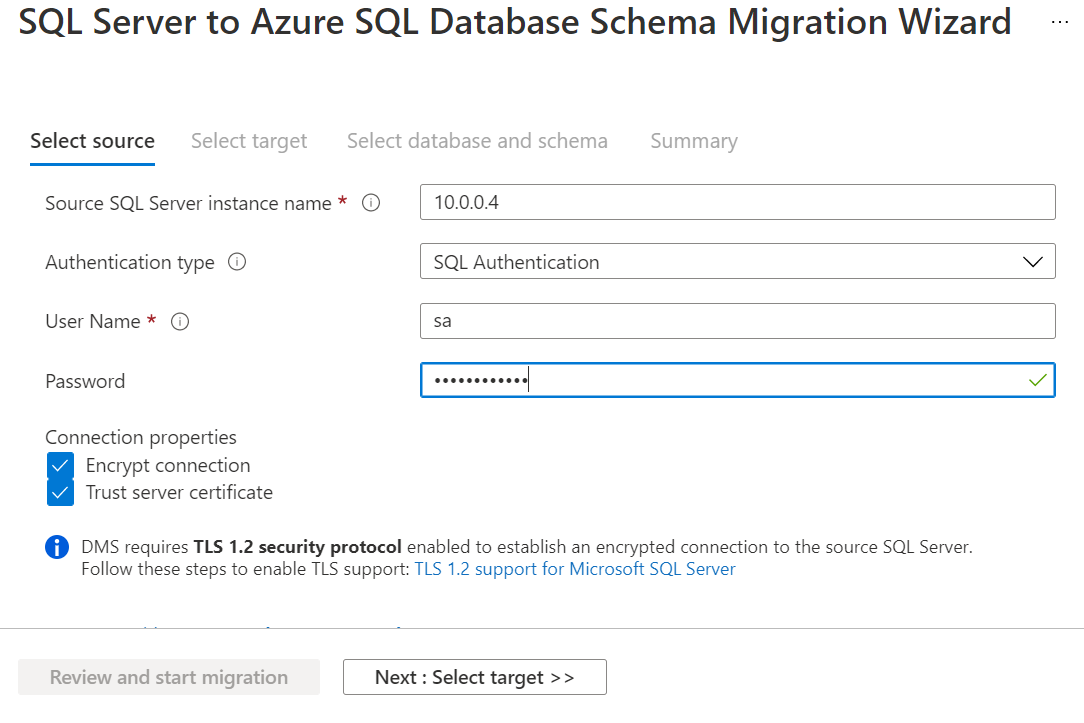 SQL Server to Azure SQL Database Schema Migration Wizard ...
Select source Select target Select database and schema Summary
Source SQL Server instance name * 10.0.0.4
Authentication type SQL Authentication
User Name * sa
Password ••••••••••••
Connection properties
Encrypt connection
Trust server certificate
DMS requires TLS 1.2 security protocol enabled to establish an encrypted connection to the source SQL Server.
Follow these steps to enable TLS support: TLS 1.2 support for Microsoft SQL Server
Review and start migration Next : Select target >>